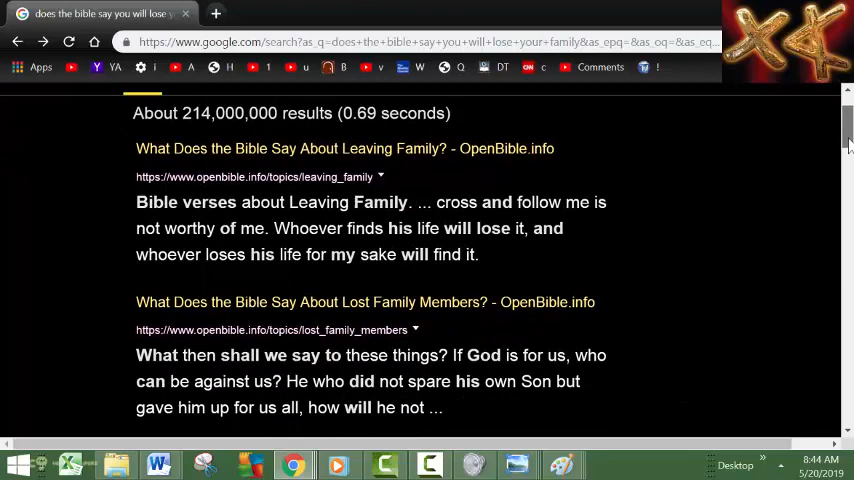 does the bible say you will lose y
https://www.google.com/search?as_q=does+the+bible+say+you+will+lose+your+family&as_epq=&as_oq=&as_eq...
Apps YA i A H 1 u B v W Q DT c Comments !
About 214,000,000 results (0.69 seconds)
What Does the Bible Say About Leaving Family? - OpenBible.info
https://www.openbible.info/topics/leaving_family
Bible verses about Leaving Family. ... cross and follow me is
not worthy of me. Whoever finds his life will lose it, and
whoever loses his life for my sake will find it.
What Does the Bible Say About Lost Family Members? - OpenBible.info
https://www.openbible.info/topics/lost_family_members
What then shall we say to these things? If God is for us, who
can be against us? He who did not spare his own Son but
gave him up for us all, how will he not ...
Desktop
8:44 AM
5/20/2019